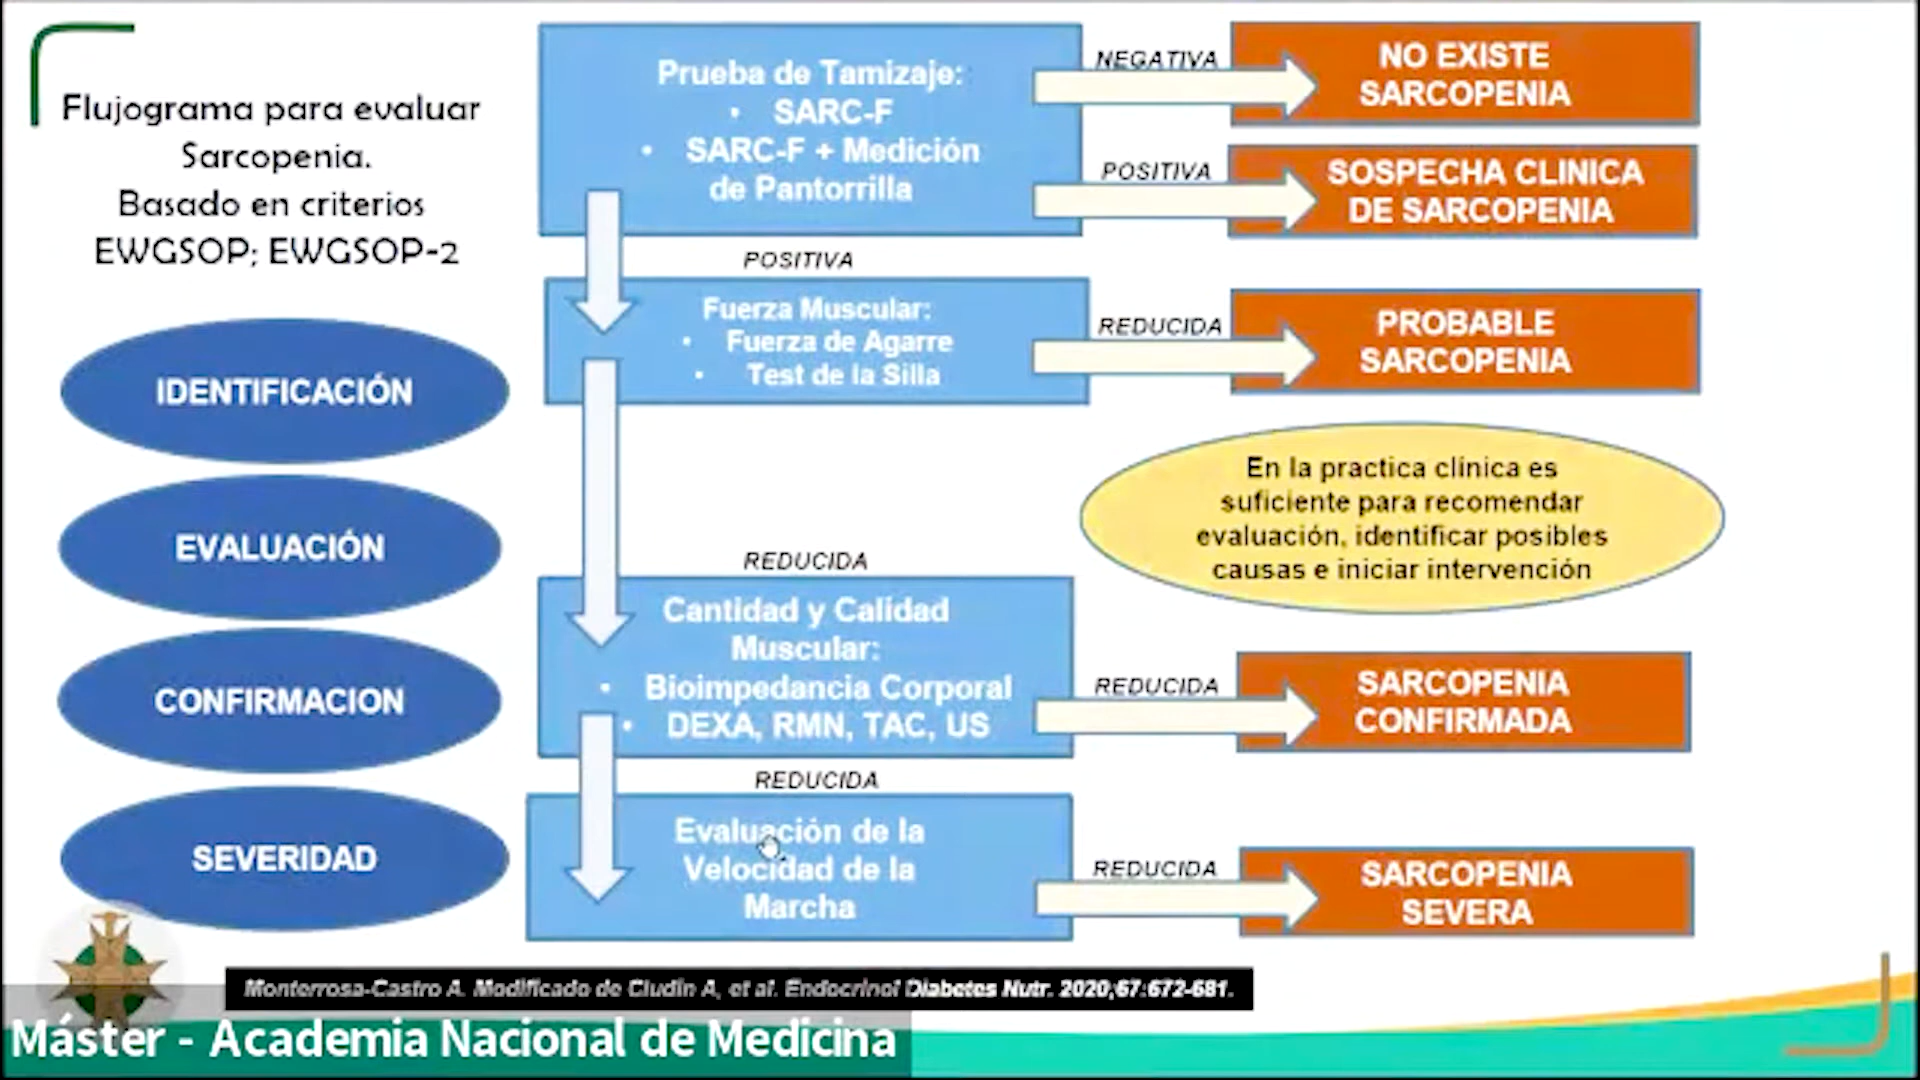 Flujograma para evaluar
Sarcopenia.
Basado en criterios
EWGSOP; EWGSOP-2
IDENTIFICACIÓN
EVALUACIÓN
CONFIRMACION
SEVERIDAD
Prueba de Tamizaje:
• SARC-F
• SARC-F + Medición
de Pantorrilla
NEGATIVA
NO EXISTE
SARCOPENIA
POSITIVA
SOSPECHA CLINICA
DE SARCOPENIA
POSITIVA
Fuerza Muscular:
• Fuerza de Agarre
• Test de la Silla
REDUCIDA
PROBABLE
SARCOPENIA
En la practica clínica es
suficiente para recomendar
evaluación, identificar posibles
causas e iniciar intervención
REDUCIDA
Cantidad y Calidad
Muscular:
• Bioimpedancia Corporal
• DEXA, RMN, TAC, US
REDUCIDA
SARCOPENIA
CONFIRMADA
REDUCIDA
Evaluación de la
Velocidad de la
Marcha
REDUCIDA
SARCOPENIA
SEVERA
Monterrosa-Castro A. Modificado de Ciudin A, et al. Endocrinol Diabetes Nutr. 2020;67:672-681.
Máster - Academia Nacional de Medicina